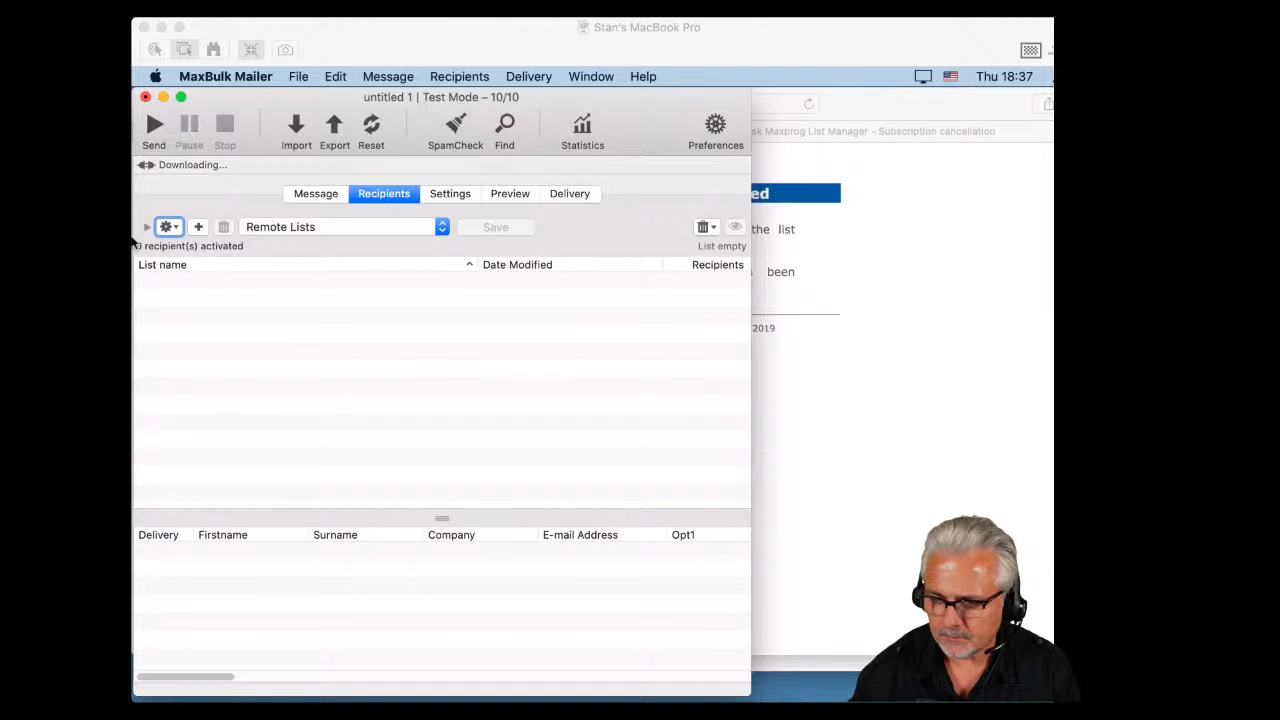 Stan's MacBook Pro
MaxBulk Mailer File Edit Message Recipients Delivery Window Help Thu 18:37
untitled 1 | Test Mode – 10/10
Send Pause Stop Import Export Reset SpamCheck Find Statistics Preferences
sk Maxprog List Manager – Subscription cancellation
Downloading...
Message Recipients Settings Preview Delivery
ed
Remote Lists Save
the list
recipient(s) activated List empty
List name Date Modified Recipients
been
2019
Delivery Firstname Surname Company E-mail Address Opt1